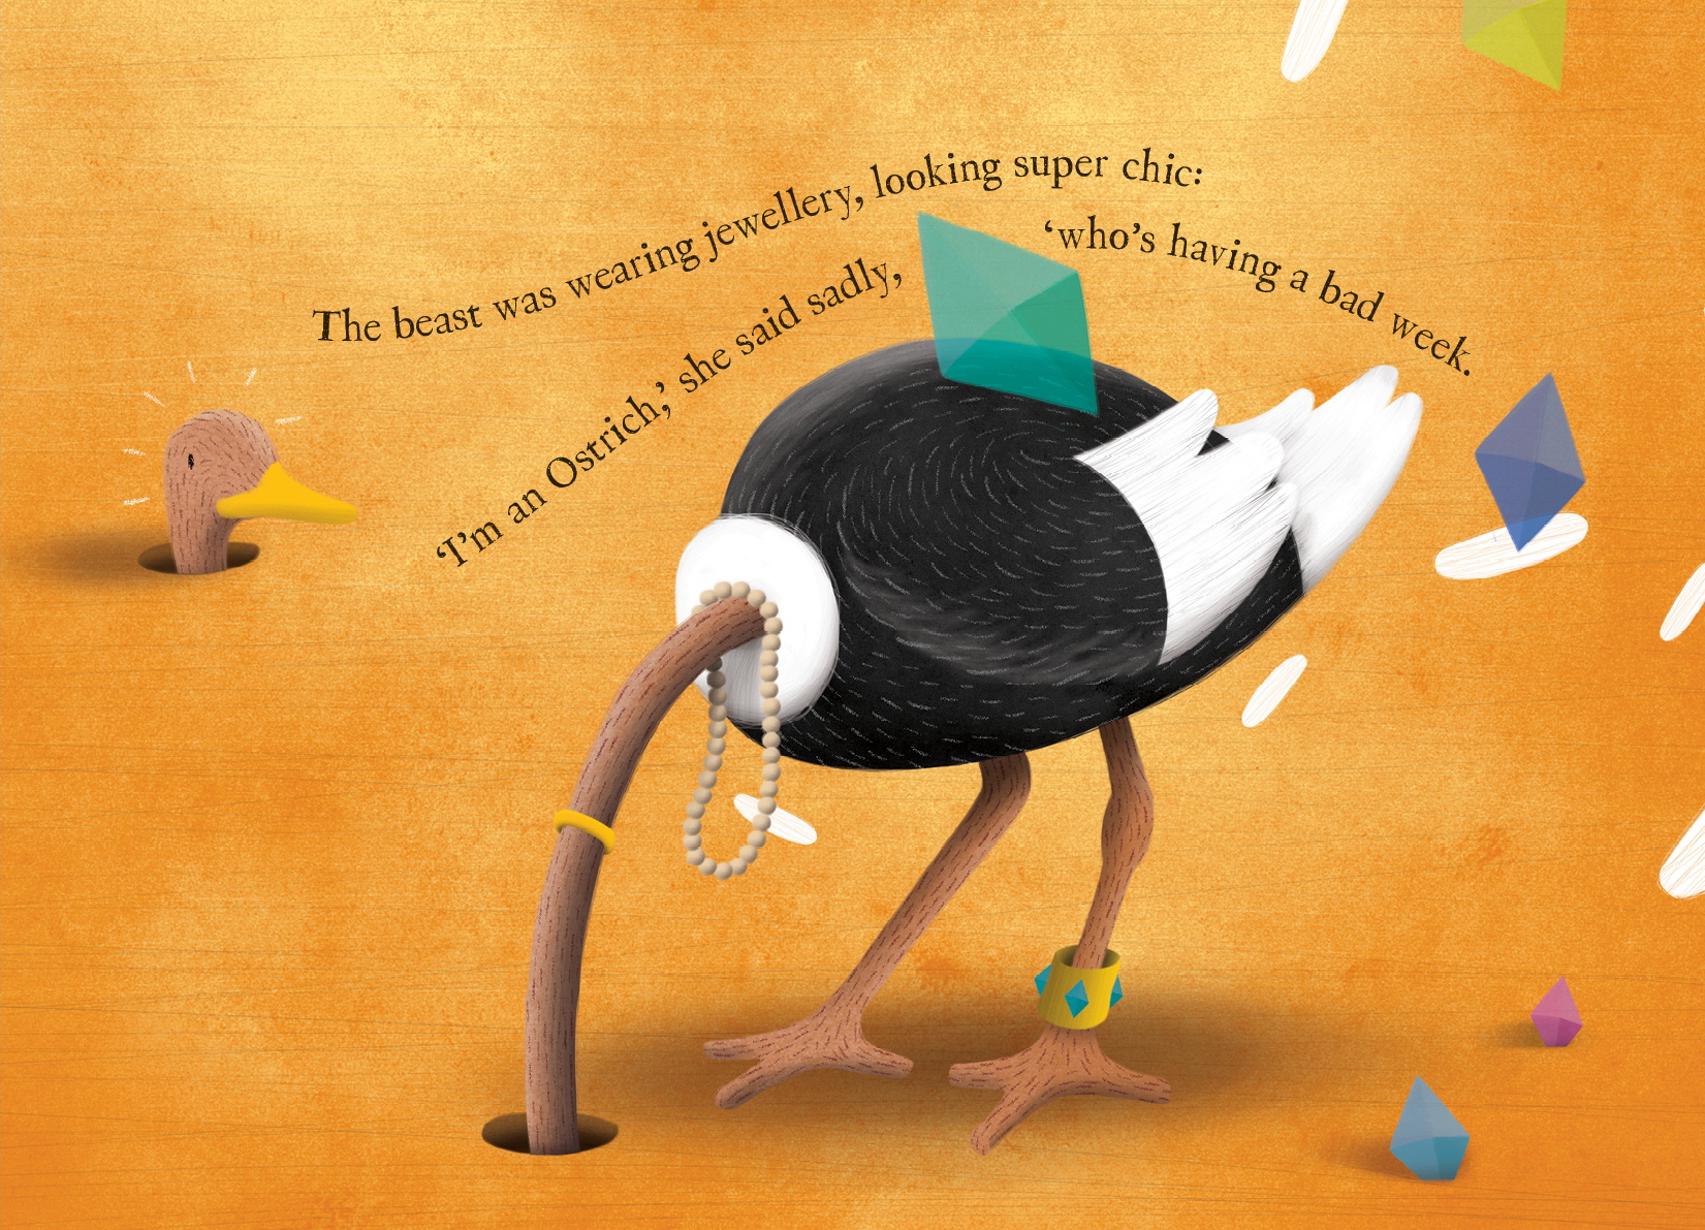 The beast was wearing jewellery, looking super chic:
‘I’m an Ostrich,’ she said sadly, ‘who’s having a bad week.